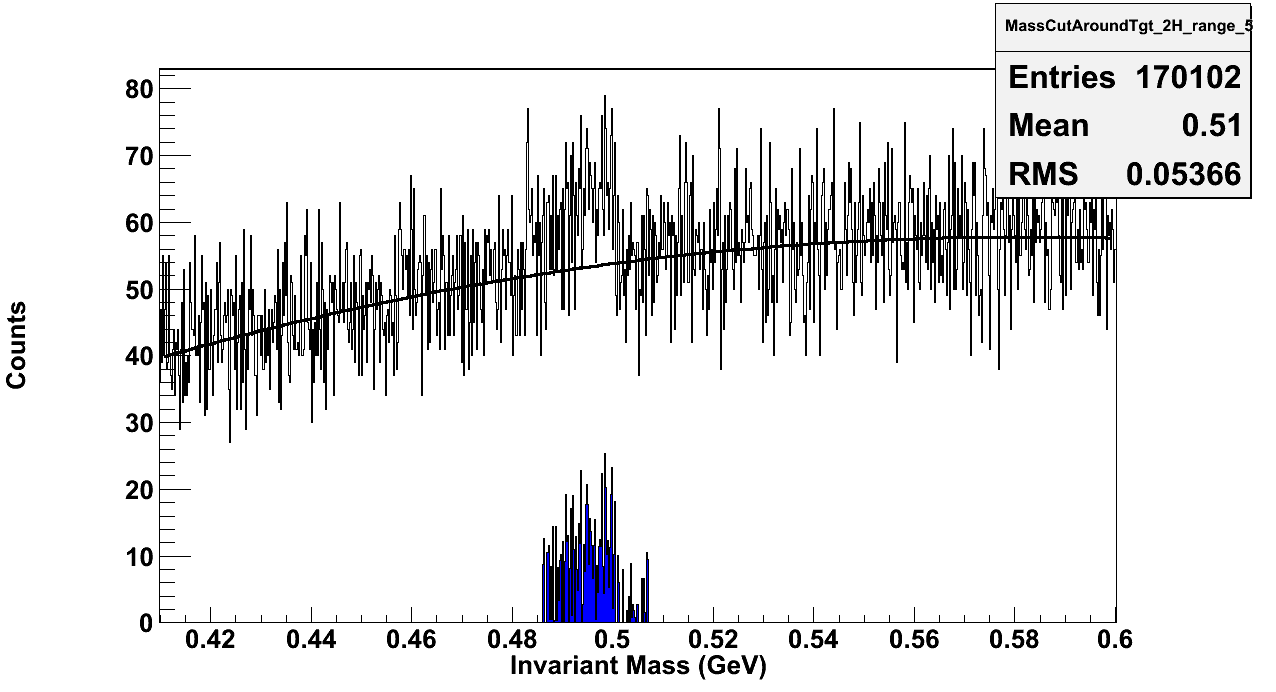 MassCutAroundTgt_2H_range_5
Entries 170102
Mean 0.51
RMS 0.05366
80
70
60
50
40
30
20
10
0
Counts
0.42 0.44 0.46 0.48 0.5 0.52 0.54 0.56 0.58 0.6
Invariant Mass (GeV)